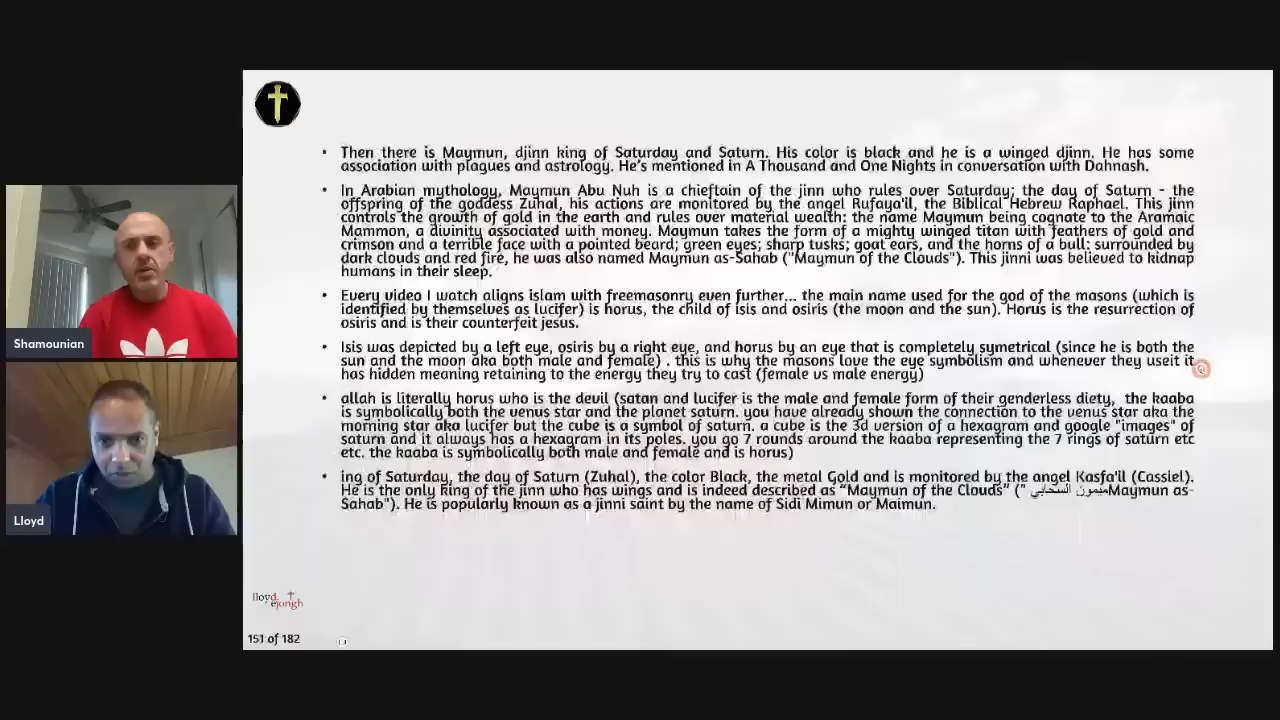 Then there is Maymun, djinn king of Saturday and Saturn. His color is black and he is a winged djinn. He has some
association with plagues and astrology. He's mentioned in A Thousand and One Nights in conversation with Dahnash.
In Arabian mythology, Maymun Abu Nuh is a chieftain of the jinn who rules over Saturday; the day of Saturn - the
offspring of the goddess Zuhal, his actions are monitored by the angel Rufaya'il, the Biblical Hebrew Raphael. This jinn
controls the growth of gold in the earth and rules over material wealth: the name Maymun being cognate to the Aramaic
Mammon, a divinity associated with money. Maymun takes the form of a mighty winged titan with feathers of gold and
crimson and a terrible face with a pointed beard; green eyes; sharp tusks; goat ears, and the horns of a bull: surrounded by
dark clouds and red fire, he was also named Maymun as-Sahab ("Maymun of the Clouds"). This jinni was believed to kidnap
humans in their sleep.
Every video I watch aligns islam with freemasonry even further... the main name used for the god of the masons (which is
identified by themselves as lucifer) is horus, the child of isis and osiris (the moon and the sun). Horus is the resurrection of
osiris and is their counterfeit jesus.
Isis was depicted by a left eye, osiris by a right eye, and horus by an eye that is completely symetrical (since he is both the
sun and the moon aka both male and female) . this is why the masons love the eye symbolism and whenever they useit it
has hidden meaning retaining to the energy they try to cast (female vs male energy)
allah is literally horus who is the devil (satan and lucifer is the male and female form of their genderless diety, the kaaba
is symbolically both the venus star and the planet saturn. you have already shown the connection to the venus star aka the
morning star aka lucifer but the cube is a symbol of saturn. a cube is the 3d version of a hexagram and google "images" of
saturn and it always has a hexagram in its poles. you go 7 rounds around the kaaba representing the 7 rings of saturn etc
etc. the kaaba is symbolically both male and female and is horus)
ing of Saturday, the day of Saturn (Zuhal), the color Black, the metal Gold and is monitored by the angel Kasfa'il (Cassiel).
He is the only king of the jinn who has wings and is indeed described as “Maymun of the Clouds” (" ميمون السحابيMaymun as-
Sahab"). He is popularly known as a jinni saint by the name of Sidi Mimun or Maimun.
Shamounian
Lloyd
lloyd
ejongh
151 of 182